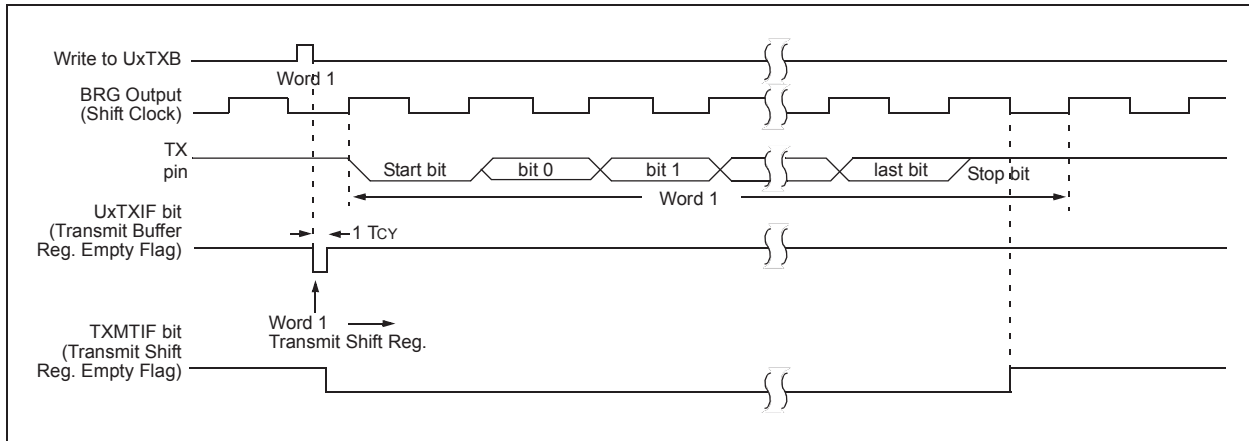 Write to UxTXB
Word 1
BRG Output
(Shift Clock)
TX
pin
Start bit
bit 0
bit 1
last bit
Stop bit
Word 1
UxTXIF bit
(Transmit Buffer
Reg. Empty Flag)
1 TCY
Word 1
Transmit Shift Reg.
TXMTIF bit
(Transmit Shift
Reg. Empty Flag)